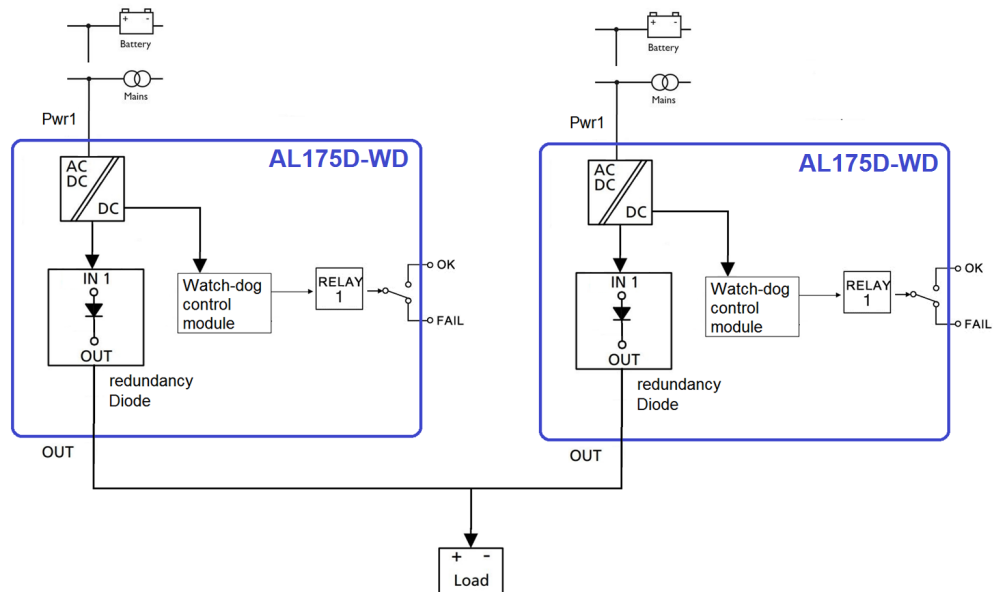 + -
Battery
Mains
Pwr1
AL175D-WD
AC
DC
DC
IN 1
OUT
Watch-dog
control
module
RELAY
1
OK
FAIL
redundancy
Diode
OUT
+ -
Battery
Mains
Pwr1
AL175D-WD
AC
DC
DC
IN 1
OUT
Watch-dog
control
module
RELAY
1
OK
FAIL
redundancy
Diode
OUT
+ -
Load